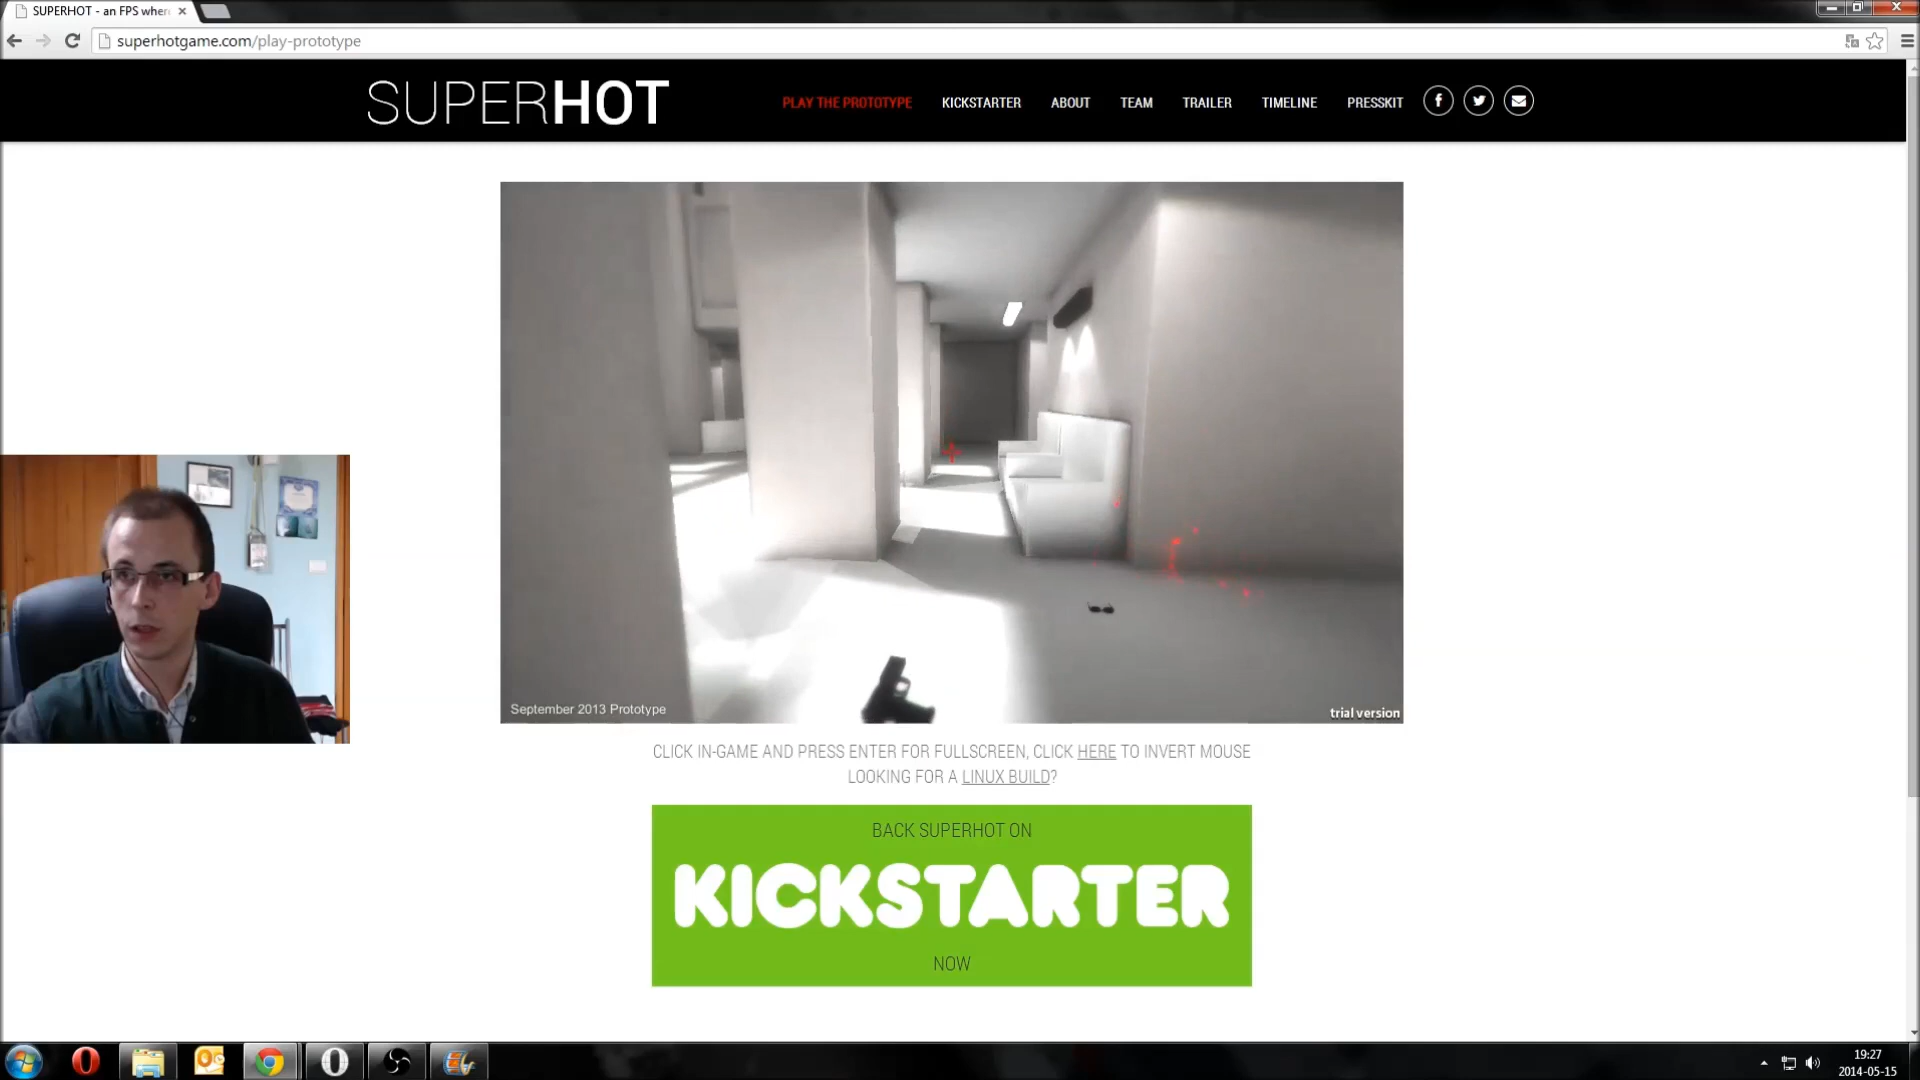 SUPERHOT - an FPS wher
superhotgame.com/play-prototype
SUPERHOT
PLAY THE PROTOTYPE
KICKSTARTER
ABOUT
TEAM
TRAILER
TIMELINE
PRESSKIT
September 2013 Prototype
trial version
CLICK IN-GAME AND PRESS ENTER FOR FULLSCREEN, CLICK HERE TO INVERT MOUSE
LOOKING FOR A LINUX BUILD?
BACK SUPERHOT ON
KICKSTARTER
NOW
19:27
2014-05-15